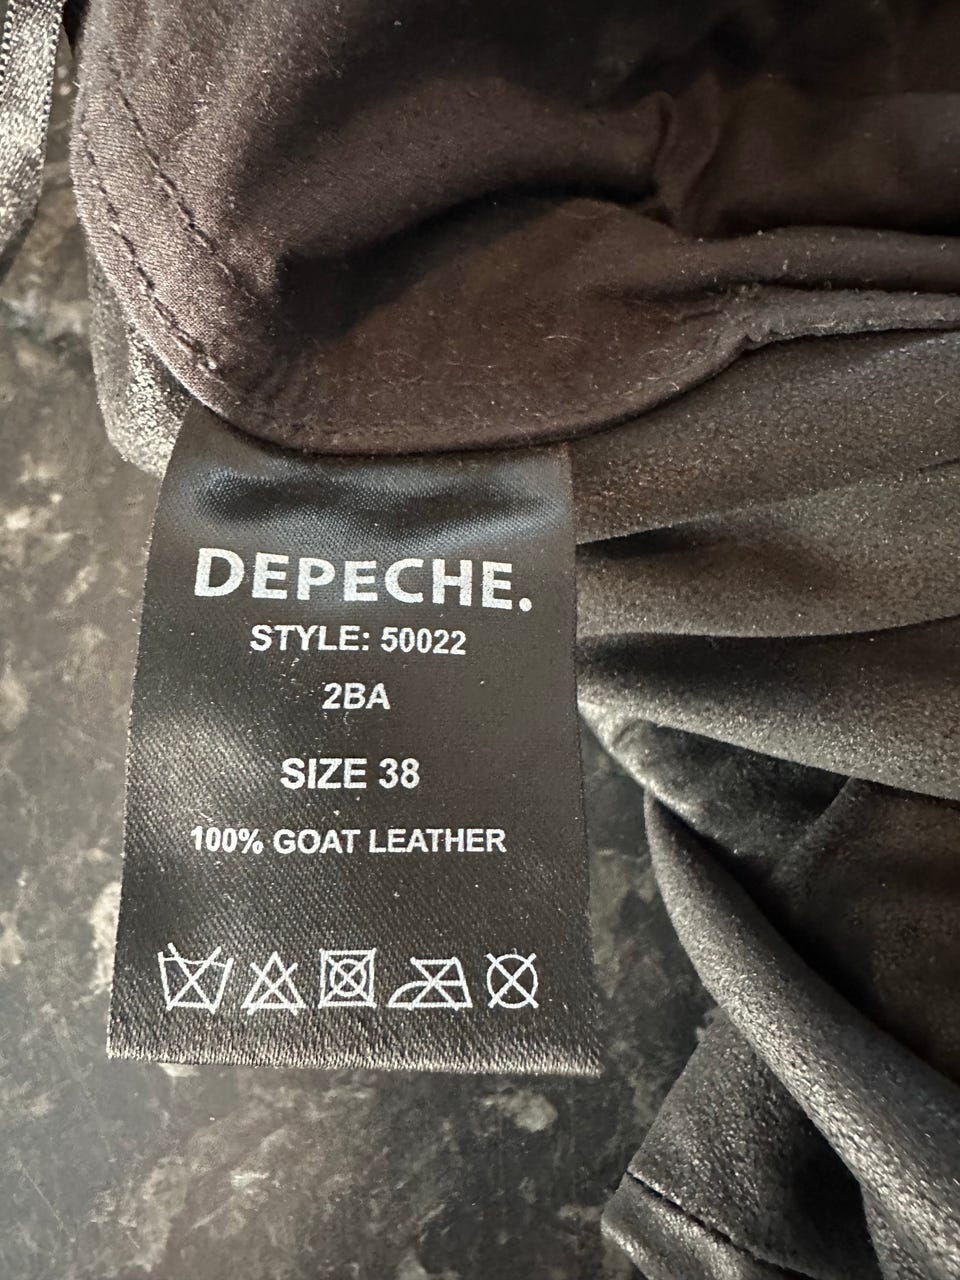 DEPECHE.
STYLE: 50022
2BA
SIZE 38
100% GOAT LEATHER